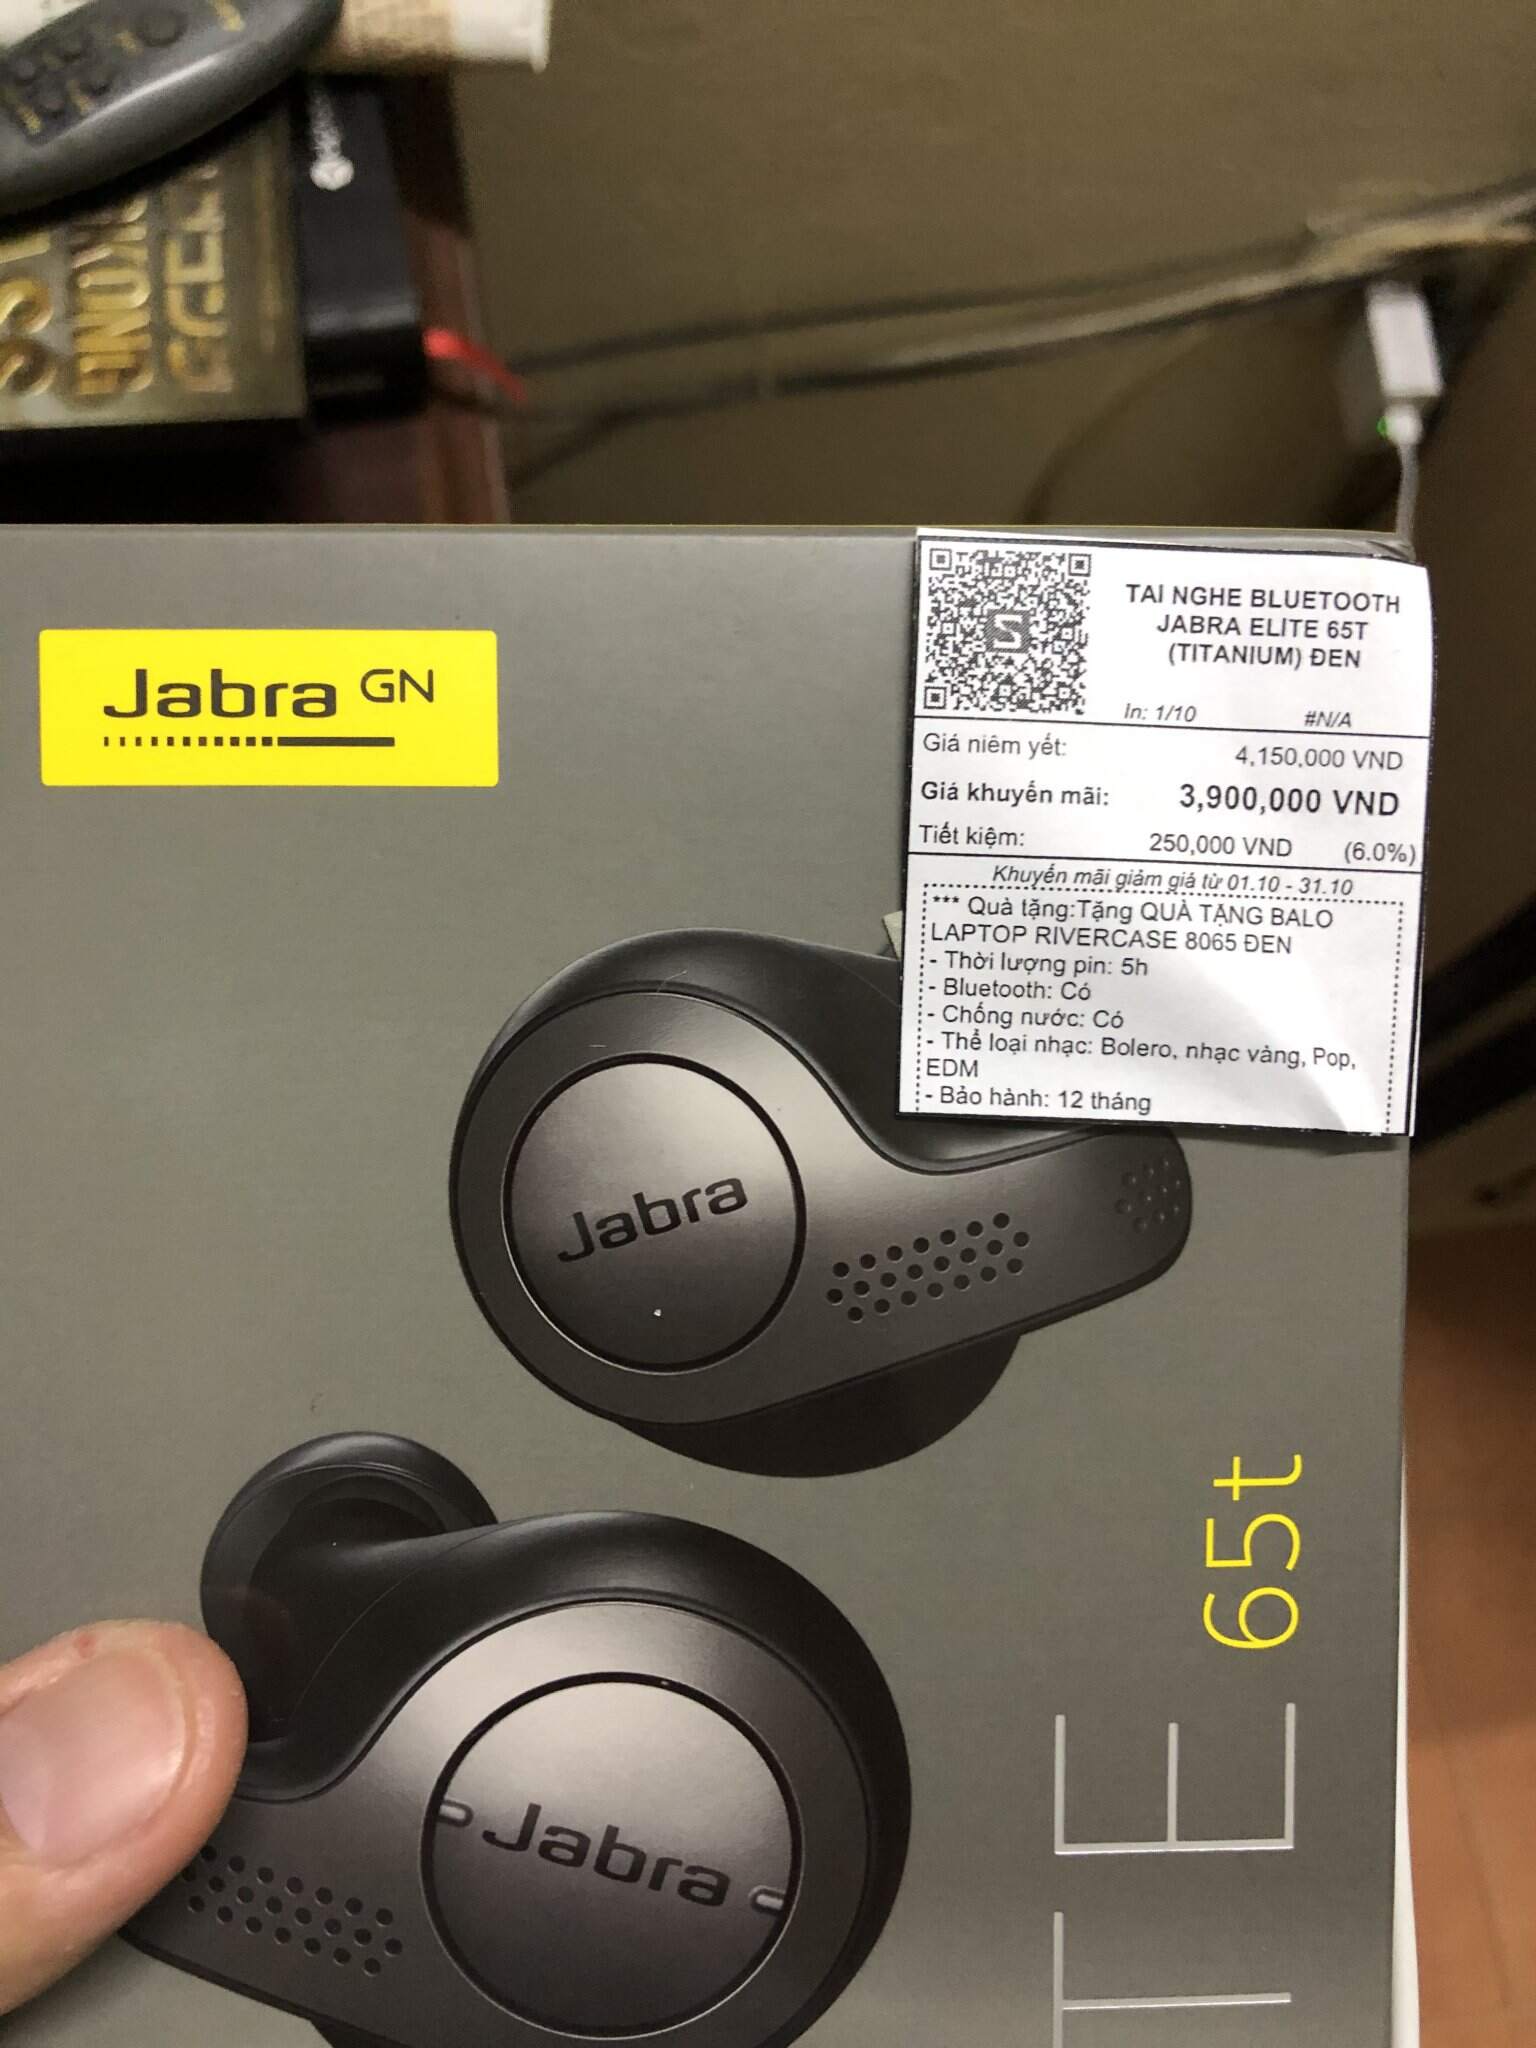 Jabra GN
TAI NGHE BLUETOOTH
JABRA ELITE 65T
(TITANIUM) ĐEN
In: 1/10 #N/A
Giá niêm yết: 4,150,000 VND
Giá khuyến mãi: 3,900,000 VND
Tiết kiệm: 250,000 VND (6.0%)
Khuyến mãi giảm giá từ 01.10 - 31.10
*** Quà tặng:Tặng QUÀ TẶNG BALO
LAPTOP RIVERCASE 8065 ĐEN
- Thời lượng pin: 5h
- Bluetooth: Có
- Chống nước: Có
- Thể loại nhạc: Bolero, nhạc vàng, Pop,
EDM
- Bảo hành: 12 tháng
Jabra
Jabra
TE 65t